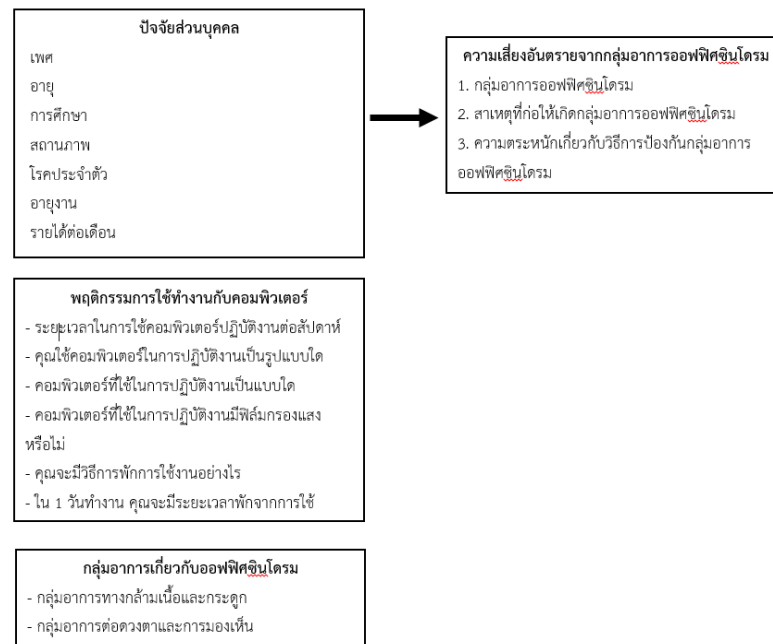 ปัจจัยส่วนบุคคล
เพศ
อายุ
การศึกษา
สถานภาพ
โรคประจำตัว
อายุงาน
รายได้ต่อเดือน
ความเสี่ยงอันตรายจากกลุ่มอาการออฟฟิศซินโดรม
1. กลุ่มอาการออฟฟิศซินโดรม
2. สาเหตุที่ก่อให้เกิดกลุ่มอาการออฟฟิศซินโดรม
3. ความตระหนักเกี่ยวกับวิธีการป้องกันกลุ่มอาการ
ออฟฟิศซินโดรม
พฤติกรรมการใช้ทำงานกับคอมพิวเตอร์
- ระยะเวลาในการใช้คอมพิวเตอร์ปฏิบัติงานต่อสัปดาห์
- คุณใช้คอมพิวเตอร์ในการปฏิบัติงานเป็นรูปแบบใด
- คอมพิวเตอร์ที่ใช้ในการปฏิบัติงานเป็นแบบใด
- คอมพิวเตอร์ที่ใช้ในการปฏิบัติงานมีฟิล์มกรองแสง
หรือไม่
- คุณจะมีวิธีการพักการใช้งานอย่างไร
- ใน 1 วันทำงาน คุณจะมีระยะเวลาพักจากการใช้
กลุ่มอาการเกี่ยวกับออฟฟิศซินโดรม
- กลุ่มอาการทางกล้ามเนื้อและกระดูก
- กลุ่มอาการต่อดวงตาและการมองเห็น